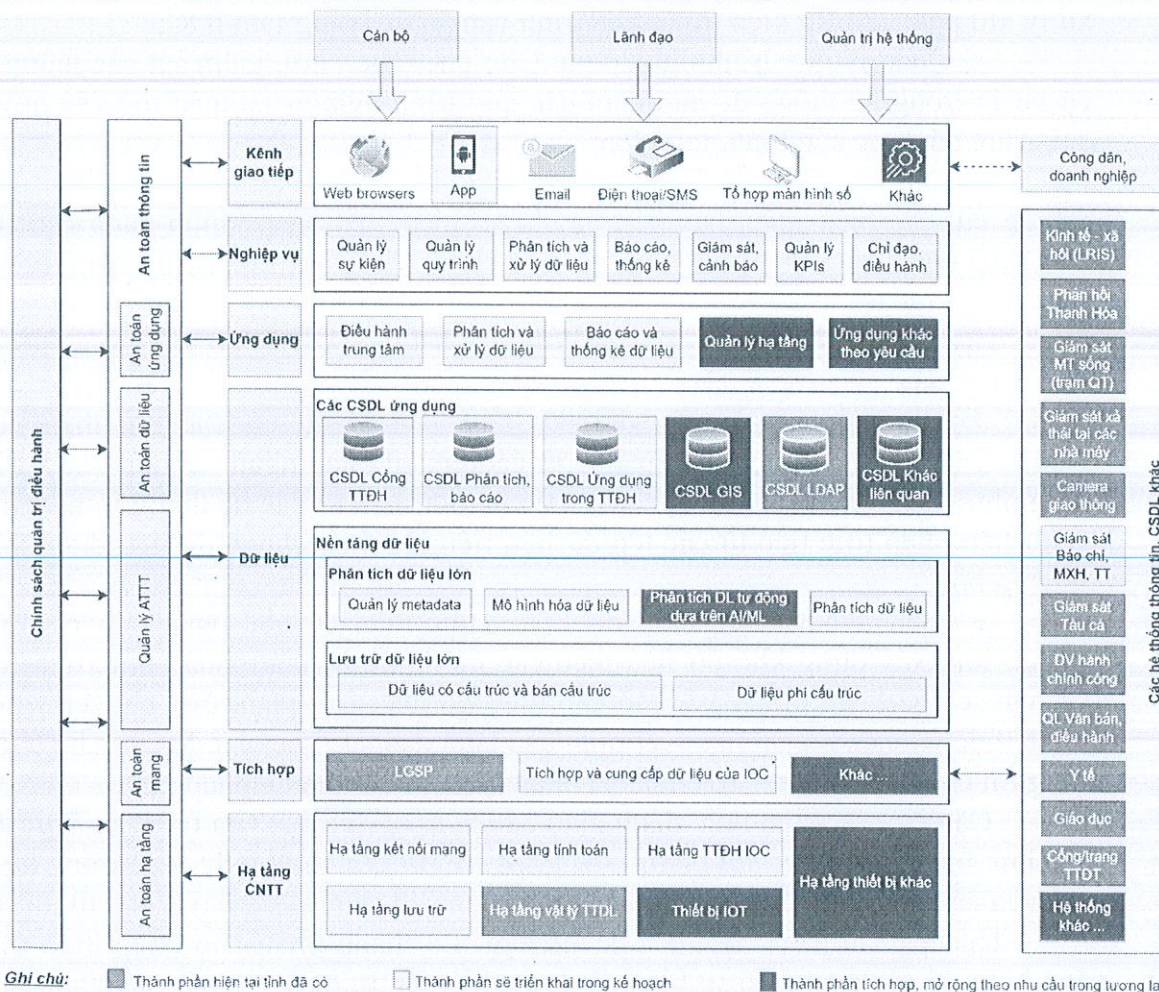 Cán bộ
Lãnh đạo
Quản trị hệ thống
Chính sách quản trị điều hành
An toàn thông tin
An toàn
ứng dụng
An toàn dữ liệu
Quản lý ATTT
An toàn
mạng
An toàn hạ tầng
Kênh
giao tiếp
Web browsers
App
Email
Điện thoại/SMS
Tổ hợp màn hình số
Khác
Công dân,
doanh nghiệp
Nghiệp vụ
Quản lý
sự kiện
Quản lý
quy trình
Phân tích và
xử lý dữ liệu
Báo cáo,
thống kê
Giám sát,
cảnh báo
Quản lý
KPIs
Chỉ đạo,
điều hành
Ứng dụng
Điều hành
trung tâm
Phân tích và
xử lý dữ liệu
Báo cáo và
thống kê dữ liệu
Quản lý hạ tầng
Ứng dụng khác
theo yêu cầu
Dữ liệu
Các CSDL ứng dụng
CSDL Cổng
TTĐH
CSDL Phân tích,
báo cáo
CSDL Ứng dụng
trong TTĐH
CSDL GIS
CSDL LDAP
CSDL Khác
liên quan
Nền tảng dữ liệu
Phân tích dữ liệu lớn
Quản lý metadata
Mô hình hóa dữ liệu
Phân tích DL tự động
dựa trên AI/ML
Phân tích dữ liệu
Lưu trữ dữ liệu lớn
Dữ liệu có cấu trúc và bán cấu trúc
Dữ liệu phi cấu trúc
Tích hợp
LGSP
Tích hợp và cung cấp dữ liệu của IOC
Khác ...
Hạ tầng
CNTT
Hạ tầng kết nối mạng
Hạ tầng tính toán
Hạ tầng TTĐH IOC
Hạ tầng thiết bị khác
Hạ tầng lưu trữ
Hạ tầng vật lý TTDL
Thiết bị IOT
Kinh tế - xã
hội (LRIS)
Phản hồi
Thanh Hóa
Giám sát
MT sống
(trạm QT)
Giám sát xả
thải tại các
nhà máy
Camera
giao thông
Giám sát
Báo chí,
MXH, TT
Giám sát
Tàu cá
DV hành
chính công
QL Văn bản,
điều hành
Y tế
Giáo dục
Cổng/trang
TTĐT
Hệ thống
khác ...
Các hệ thống thông tin, CSDL khác
Ghi chú:
Thành phần hiện tại tỉnh đã có
Thành phần sẽ triển khai trong kế hoạch
Thành phần tích hợp, mở rộng theo nhu cầu trong tương la